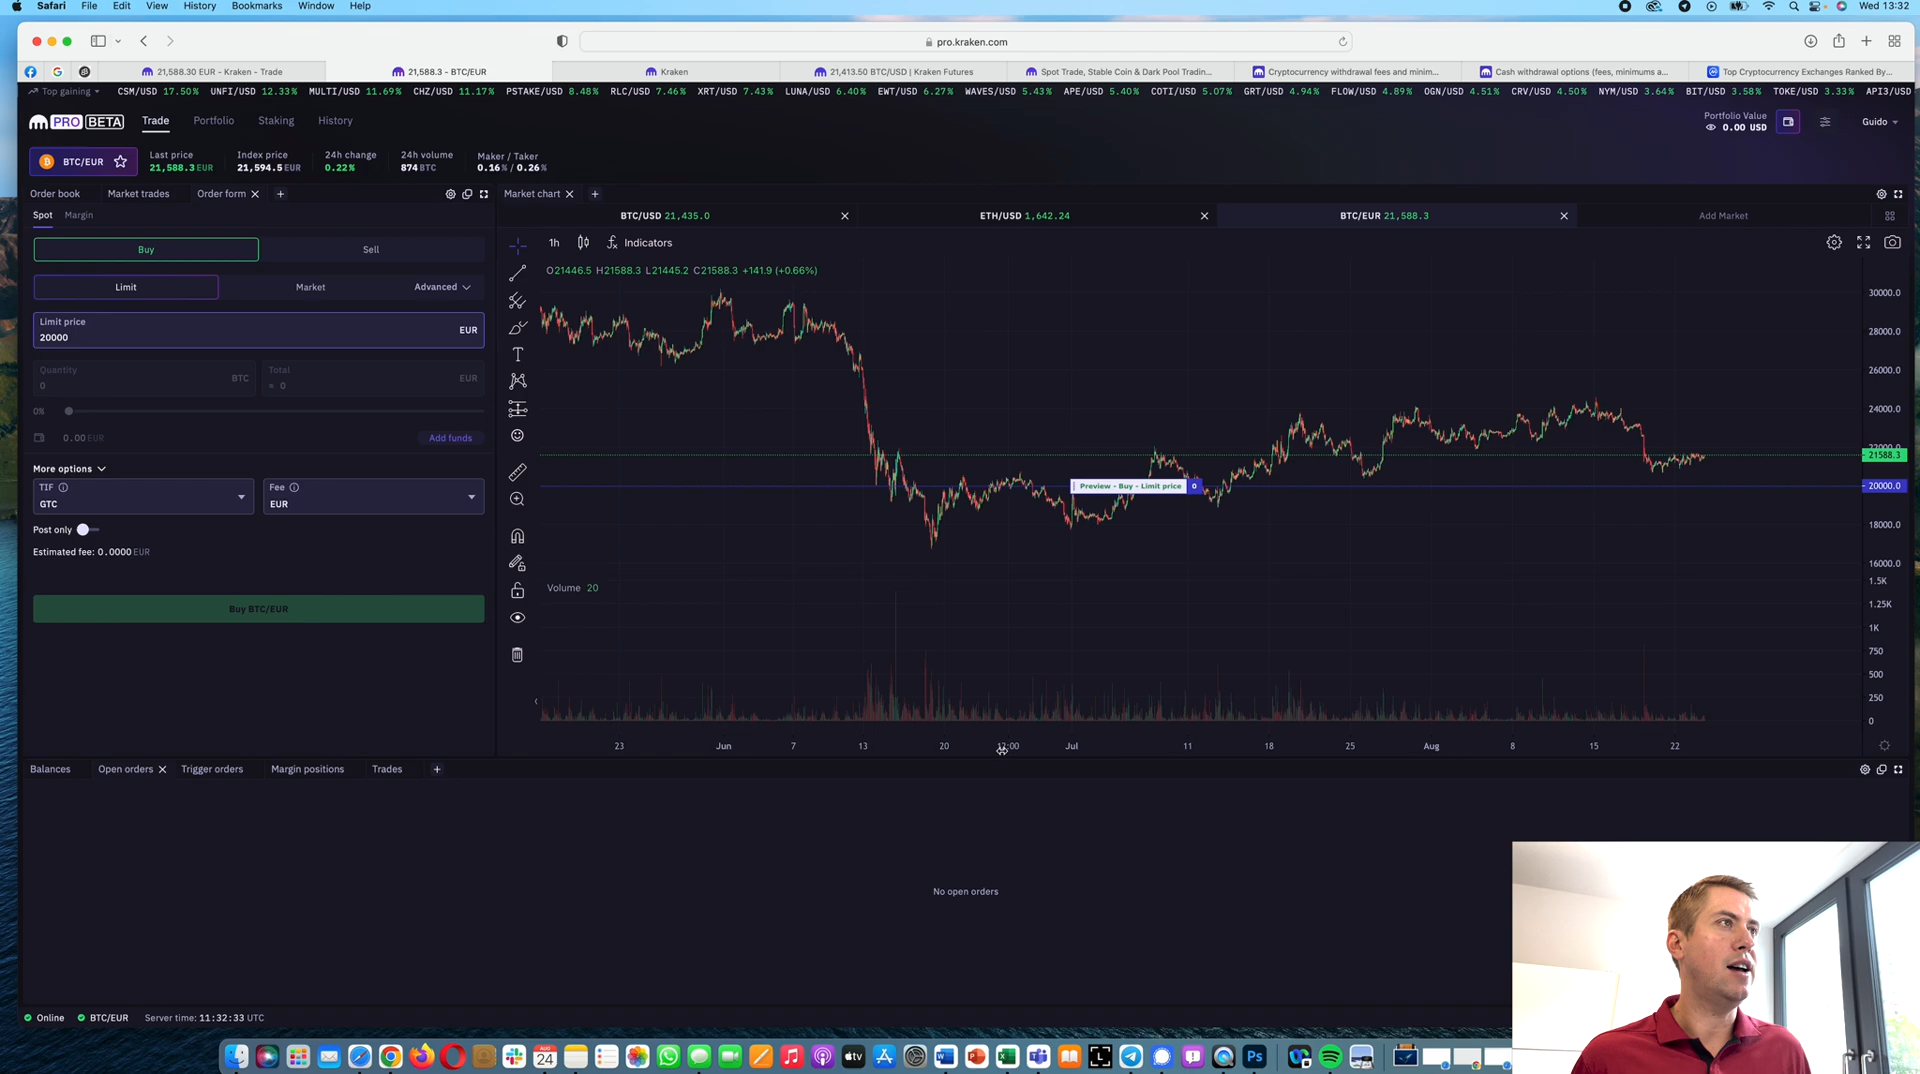 Safari File Edit View History Bookmarks Window Help Wed 13:32
pro.kraken.com
21,588.30 EUR - Kraken - Trade 21,588.3 - BTC/EUR Kraken 21,413.50 BTC/USD | Kraken Futures Spot Trade, Stable Coin & Dark Pool Tradin... Cryptocurrency withdrawal fees and minim... Cash withdrawal options (fees, minimums a... Top Cryptocurrency Exchanges Ranked By...
Top gaining CSM/USD 17.50% UNFI/USD 12.33% MULTI/USD 11.69% CHZ/USD 11.17% PSTAKE/USD 8.48% RLC/USD 7.46% XRT/USD 7.43% LUNA/USD 6.40% EWT/USD 6.27% WAVES/USD 5.43% APE/USD 5.40% COTI/USD 5.07% GRT/USD 4.94% FLOW/USD 4.89% OGN/USD 4.51% CRV/USD 4.50% NYM/USD 3.64% BIT/USD 3.58% TOKE/USD 3.33% API3/USD
PRO BETA Trade Portfolio Staking History Portfolio Value
0.00 USD Guido
BTC/EUR Last price Index price 24h change 24h volume Maker / Taker
21,588.3 EUR 21,594.5 EUR 0.22% 874 BTC 0.16% / 0.26%
Order book Market trades Order form Market chart
Spot Margin BTC/USD 21,435.0 ETH/USD 1,642.24 BTC/EUR 21,588.3 Add Market
Buy Sell 1h Indicators
O21446.5 H21588.3 L21445.2 C21588.3 +141.9 (+0.66%)
Limit Market Advanced
Limit price
20000 EUR
Quantity Total
0 BTC = 0 EUR
0%
0.00 EUR Add funds
More options
TIF Fee
GTC EUR
Post only
Estimated fee: 0.0000 EUR
Buy BTC/EUR
30000.0
28000.0
26000.0
24000.0
22000.0
21588.3
Preview - Buy - Limit price 0 20000.0
18000.0
16000.0
Volume 20 1.5K
1.25K
1K
750
500
250
0
23 Jun 7 13 20 12:00 Jul 11 18 25 Aug 8 15 22
Balances Open orders Trigger orders Margin positions Trades
No open orders
Online BTC/EUR Server time: 11:32:33 UTC
tv AUG 24 W P X L Ps